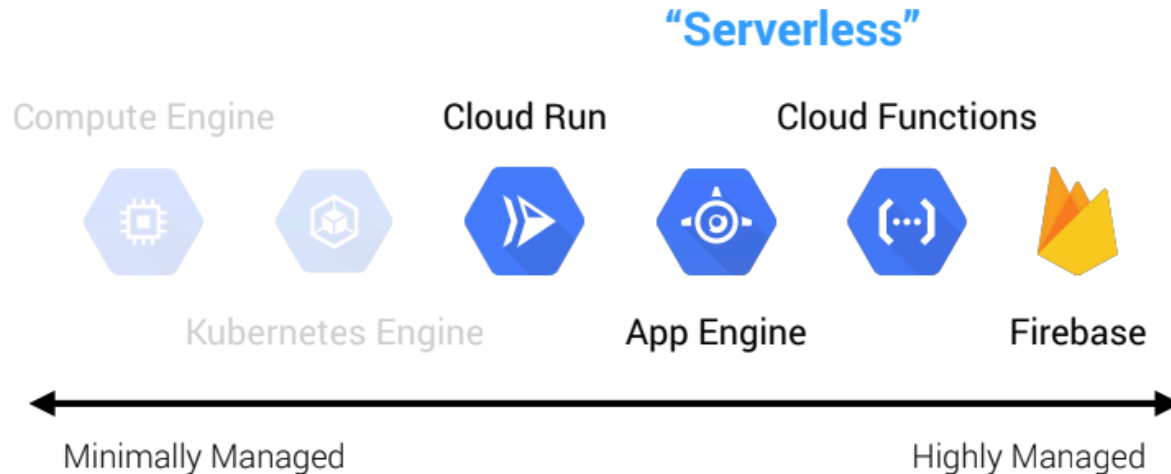 “Serverless”
Compute Engine
Cloud Run
Cloud Functions
Kubernetes Engine
App Engine
Firebase
Minimally Managed
Highly Managed